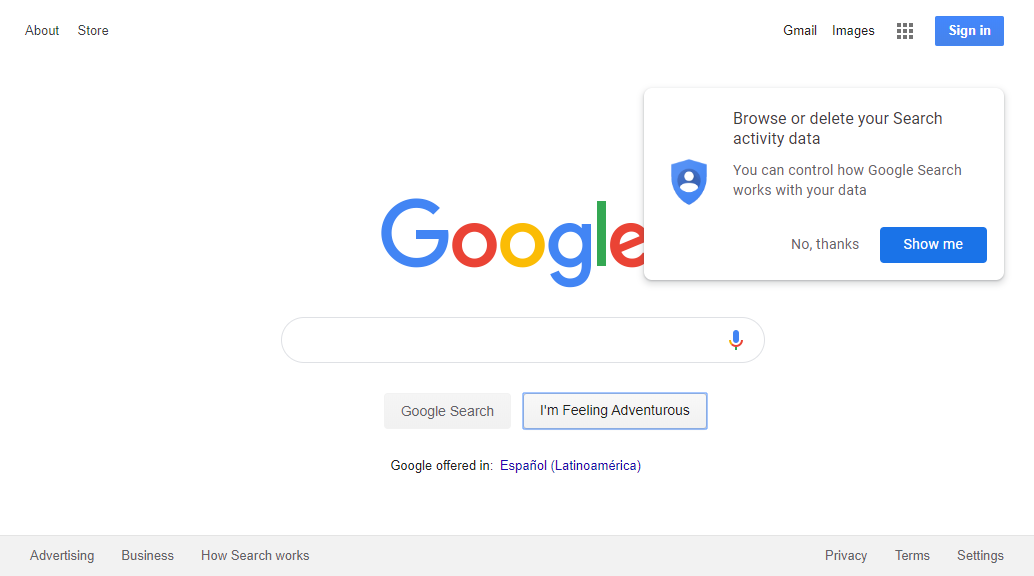 About Store Gmail Images Sign in
Browse or delete your Search
activity data
You can control how Google Search
works with your data
No, thanks Show me
Google
Google Search I'm Feeling Adventurous
Google offered in: Español (Latinoamérica)
Advertising Business How Search works Privacy Terms Settings